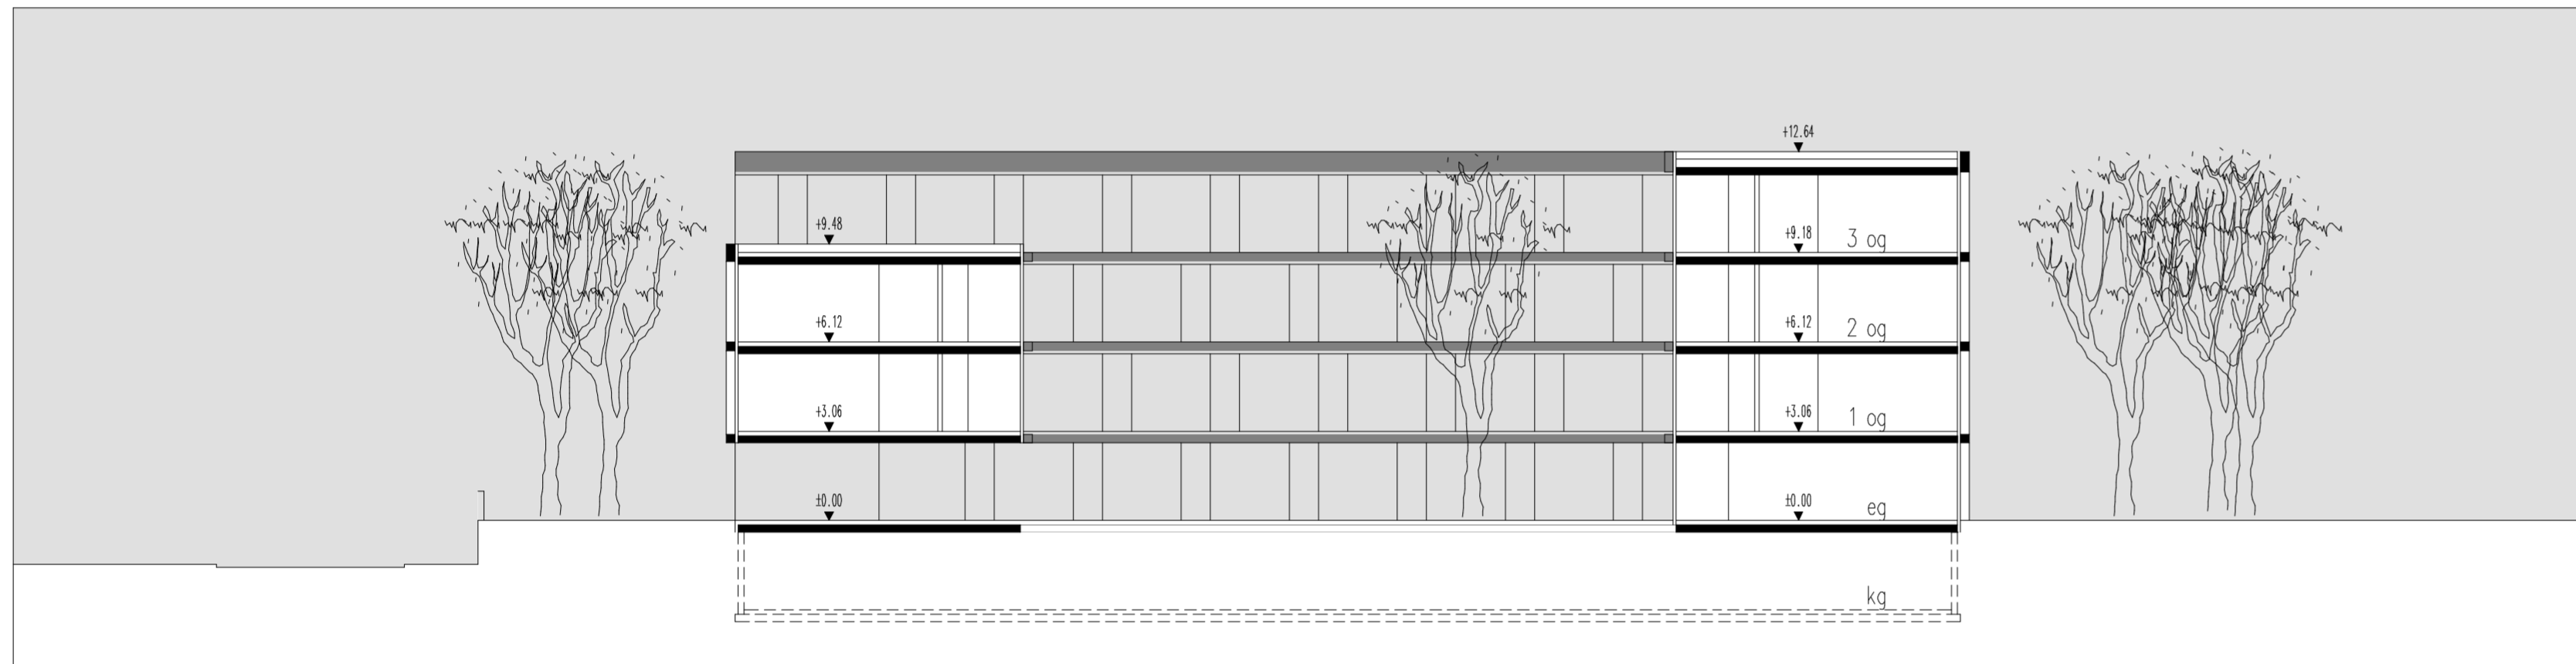 +12.64
+9.48
+9.18
3 og
+6.12
+6.12
2 og
+3.06
+3.06
1 og
±0.00
±0.00
eg
kg